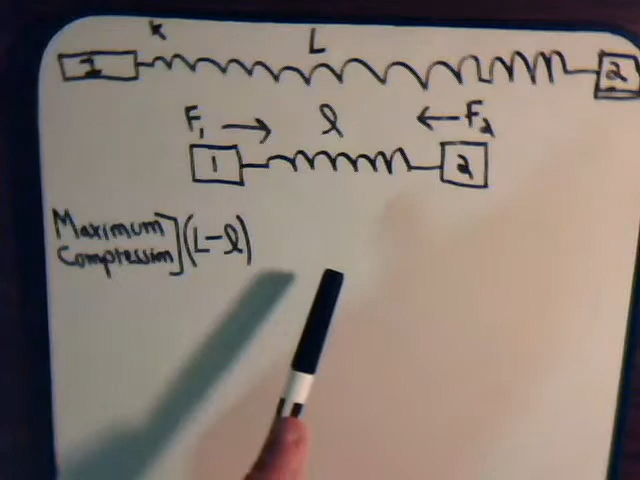 k L
1 2
F₁ → ℓ ← F₂
1 2
Maximum
Compression] (L-ℓ)